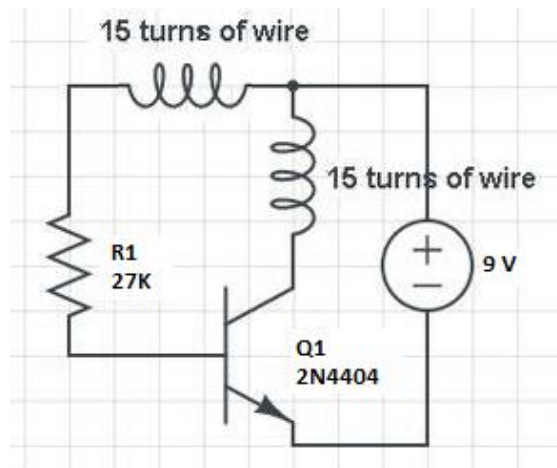 15 turns of wire
15 turns of wire
R1
27K
+
−
9 V
Q1
2N4404